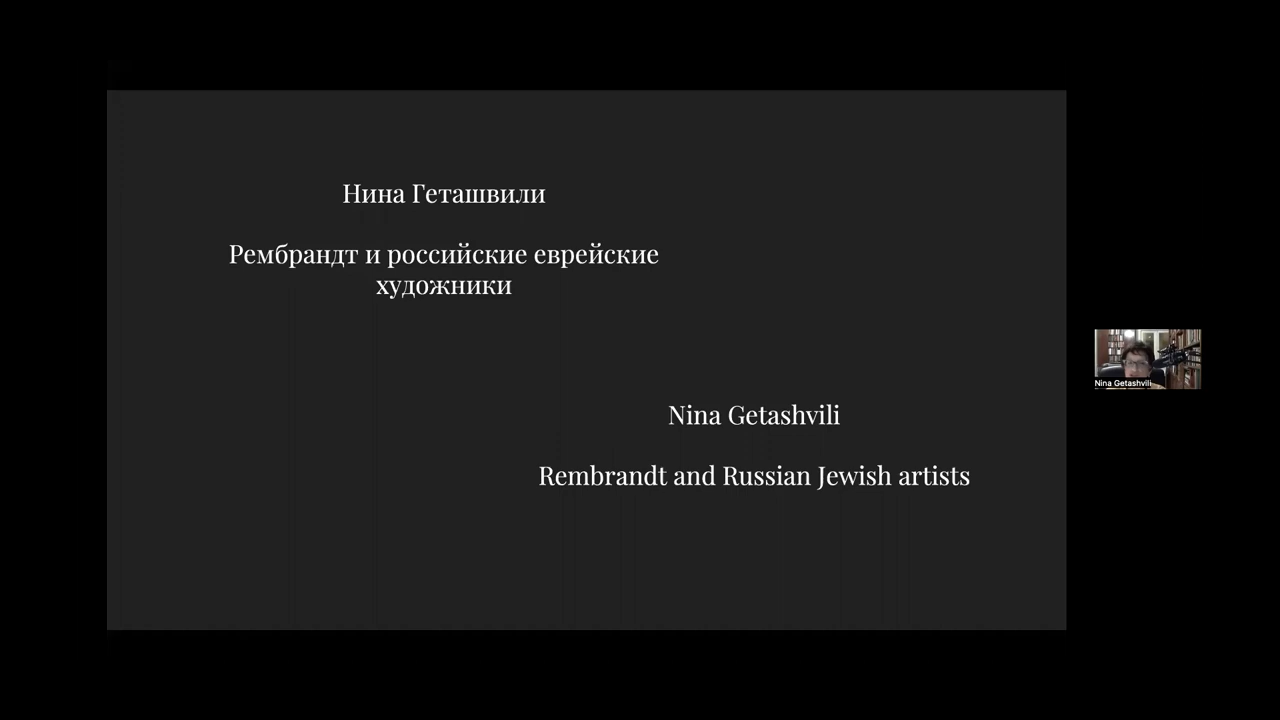 Нина Геташвили
Рембрандт и российские еврейские
художники
Nina Getashvili
Rembrandt and Russian Jewish artists
Nina Getashvili